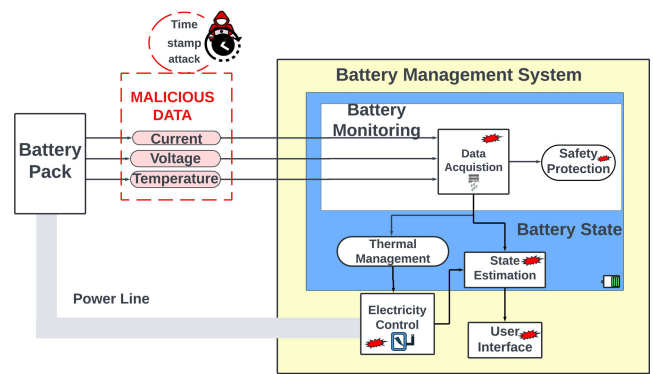 Time
stamp
attack
Battery Management System
MALICIOUS
DATA
Battery
Monitoring
Battery
Pack
Current
Voltage
Temperature
Data
Acquistion
Safety
Protection
Battery State
Thermal
Management
State
Estimation
Power Line
Electricity
Control
User
Interface